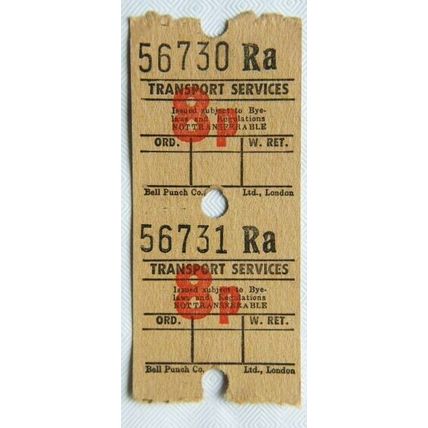 56730 Ra
TRANSPORT SERVICES
8p
Issued subject to Bye-
laws and Regulations
NOT TRANSFERABLE
ORD. W. RET.
Bell Punch Co., Ltd., London
56731 Ra
TRANSPORT SERVICES
8p
Issued subject to Bye-
laws and Regulations
NOT TRANSFERABLE
ORD. W. RET.
Bell Punch Co. Ltd., London